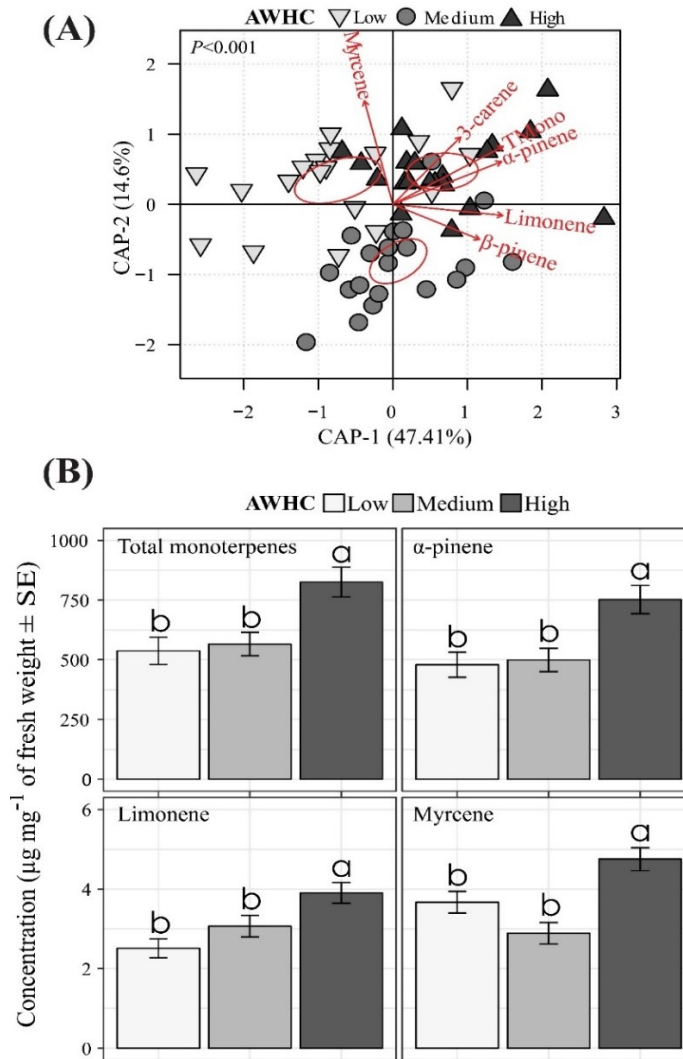 (A)
AWHC Low Medium High
P<0.001
Myrcene
3-carene
TMono
α-pinene
Limonene
β-pinene
CAP-2 (14.6%)
2
1
0
−1
−2
−2 −1 0 1 2 3
CAP-1 (47.41%)
(B)
AWHC Low Medium High
Concentration (µg mg⁻¹ of fresh weight ± SE)
Total monoterpenes
1000
750
500
250
0
b b a
α-pinene
b b a
Limonene
6
4
2
0
b b a
Myrcene
b b a